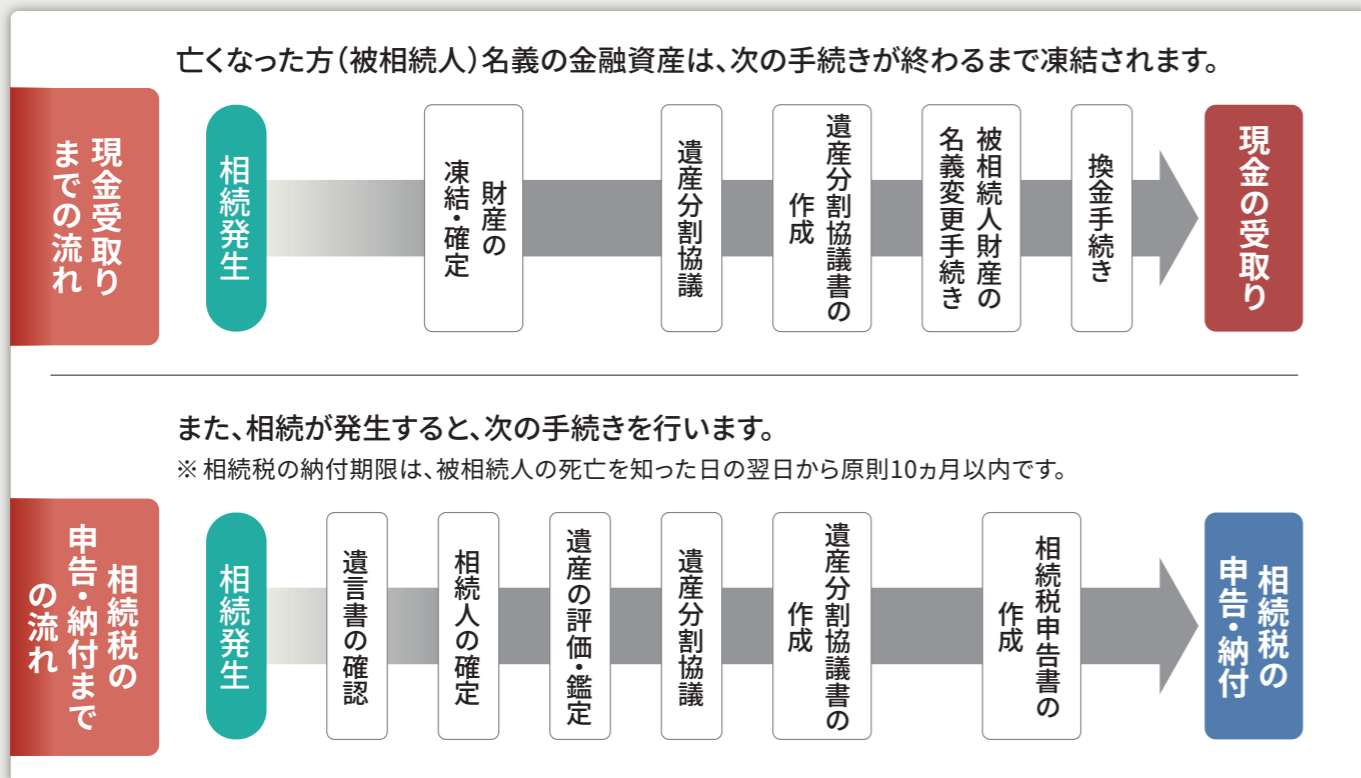 亡くなった方（被相続人）名義の金融資産は、次の手続きが終わるまで凍結されます。
現金受取り
までの流れ
相続発生
財産の
凍結・確定
遺産分割協議
遺産分割協議書の
作成
被相続人財産の
名義変更手続き
換金手続き
現金の受取り
また、相続が発生すると、次の手続きを行います。
※ 相続税の納付期限は、被相続人の死亡を知った日の翌日から原則10ヵ月以内です。
相続税の
申告・納付まで
の流れ
相続発生
遺言書の確認
相続人の確定
遺産の評価・鑑定
遺産分割協議
遺産分割協議書の
作成
相続税申告書の
作成
相続税の
申告・納付